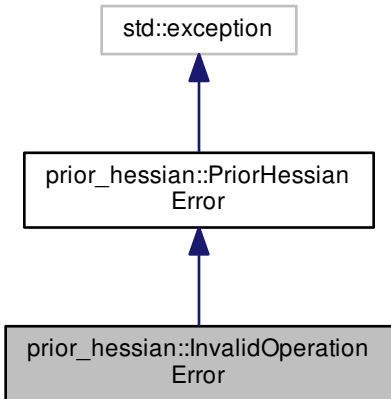 std::exception
prior_hessian::PriorHessian
Error
prior_hessian::InvalidOperation
Error